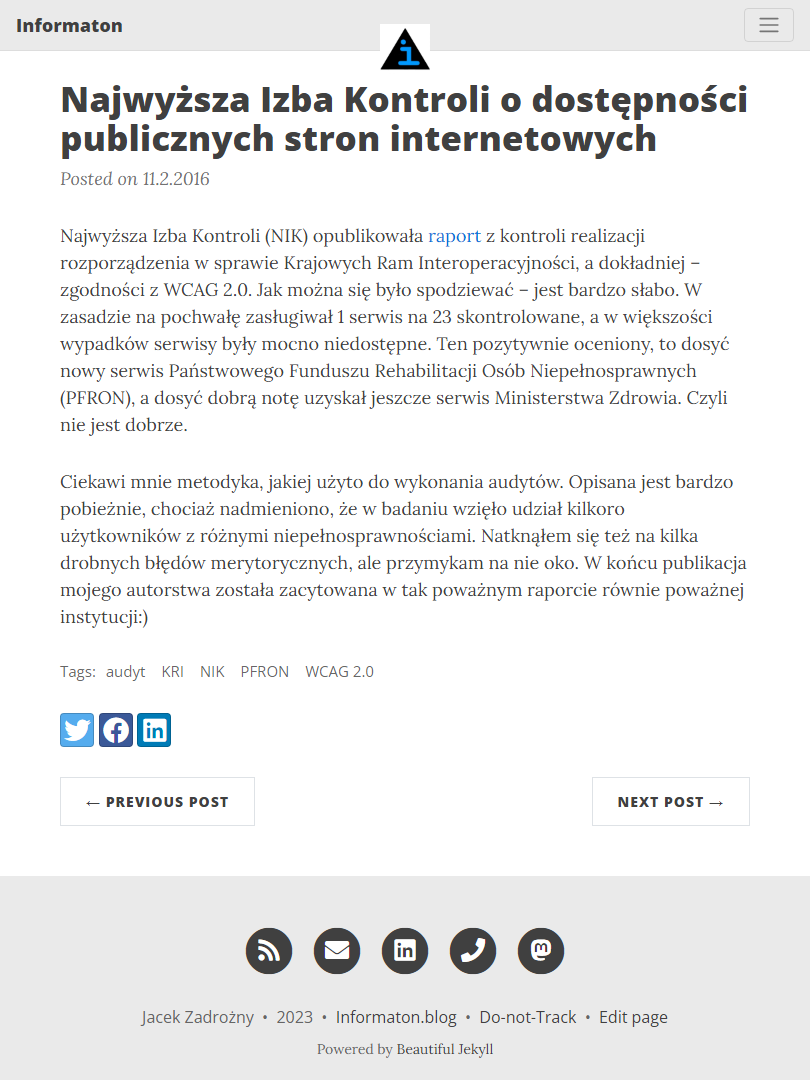 Informaton
Najwyższa Izba Kontroli o dostępności
publicznych stron internetowych
Posted on 11.2.2016
Najwyższa Izba Kontroli (NIK) opublikowała raport z kontroli realizacji
rozporządzenia w sprawie Krajowych Ram Interoperacyjności, a dokładniej –
zgodności z WCAG 2.0. Jak można się było spodziewać – jest bardzo słabo. W
zasadzie na pochwałę zasługiwał 1 serwis na 23 skontrolowane, a w większości
wypadków serwisy były mocno niedostępne. Ten pozytywnie oceniony, to dosyć
nowy serwis Państwowego Funduszu Rehabilitacji Osób Niepełnosprawnych
(PFRON), a dosyć dobrą notę uzyskał jeszcze serwis Ministerstwa Zdrowia. Czyli
nie jest dobrze.
Ciekawi mnie metodyka, jakiej użyto do wykonania audytów. Opisana jest bardzo
pobieżnie, chociaż nadmieniono, że w badaniu wzięło udział kilkoro
użytkowników z różnymi niepełnosprawnościami. Natknąłem się też na kilka
drobnych błędów merytorycznych, ale przymykam na nie oko. W końcu publikacja
mojego autorstwa została zacytowana w tak poważnym raporcie równie poważnej
instytucji:)
Tags: audyt KRI NIK PFRON WCAG 2.0
← PREVIOUS POST
NEXT POST →
Jacek Zadrożny • 2023 • Informaton.blog • Do-not-Track • Edit page
Powered by Beautiful Jekyll